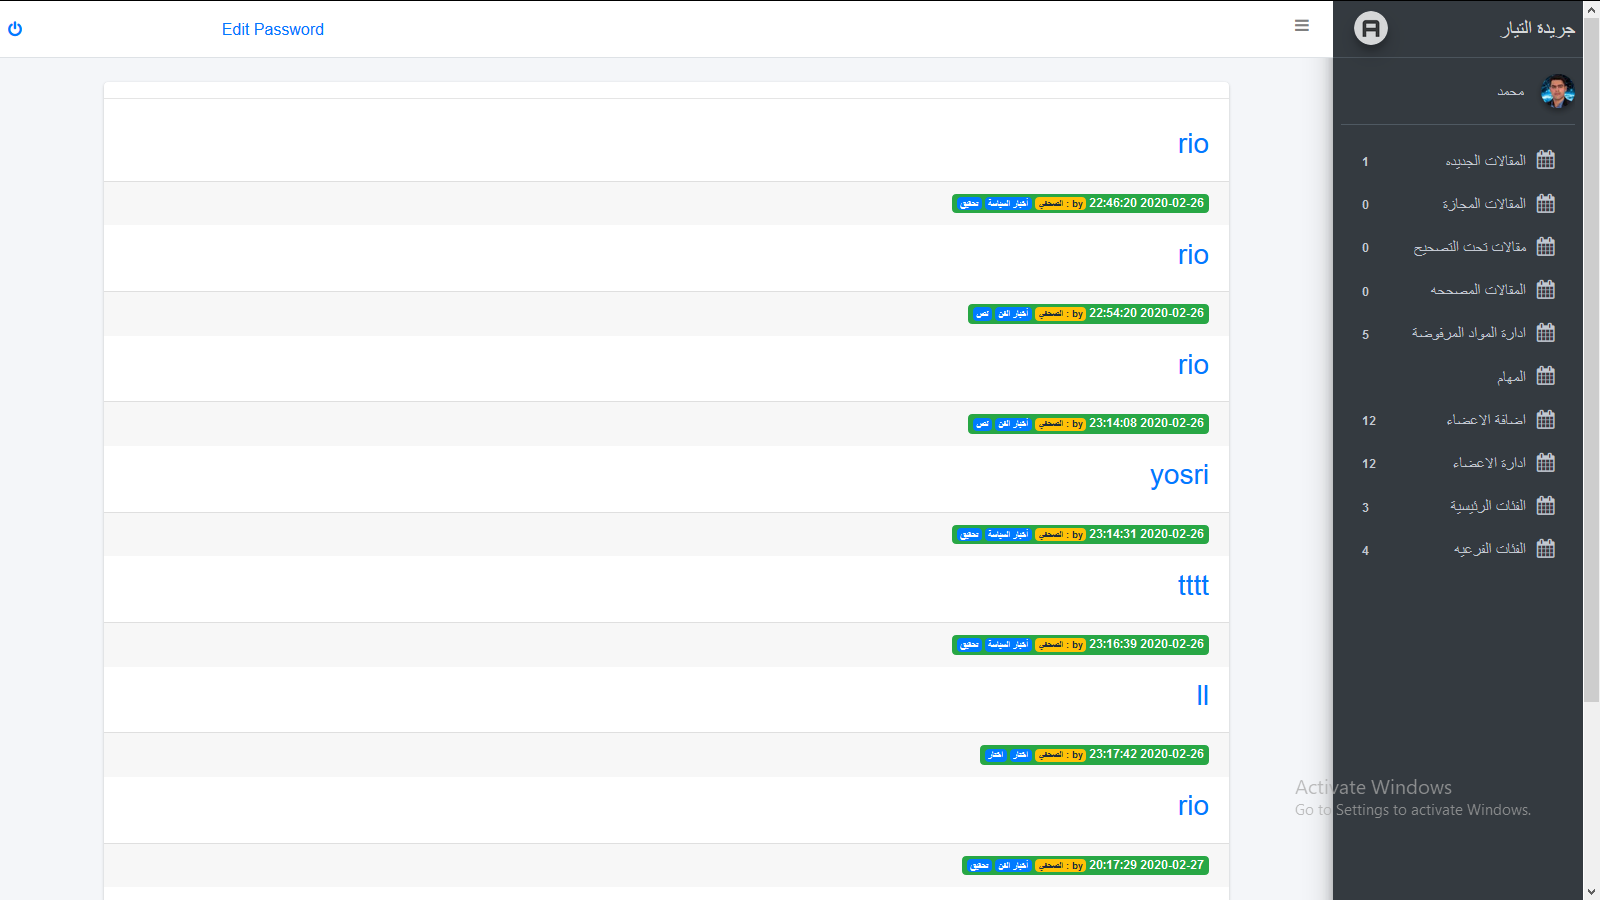 جريدة التيار
محمد
المقالات الجديده 1
المقالات المجازة 0
مقالات تحت التصحيح 0
المقالات المصححه 0
ادارة المواد المرفوضة 5
المهام
اضافة الاعضاء 12
ادارة الاعضاء 12
الفئات الرئيسية 3
الفئات الفرعيه 4
Edit Password
rio
22:46:20 2020-02-26 by : الصحفي أخبار السياسة تحقيق
rio
22:54:20 2020-02-26 by : الصحفي أخبار الفن نص
rio
23:14:08 2020-02-26 by : الصحفي أخبار الفن نص
yosri
23:14:31 2020-02-26 by : الصحفي أخبار السياسة تحقيق
tttt
23:16:39 2020-02-26 by : الصحفي أخبار السياسة تحقيق
ll
23:17:42 2020-02-26 by : الصحفي اختار اختار
rio
20:17:29 2020-02-27 by : الصحفي أخبار الفن تحقيق
Activate Windows
Go to Settings to activate Windows.